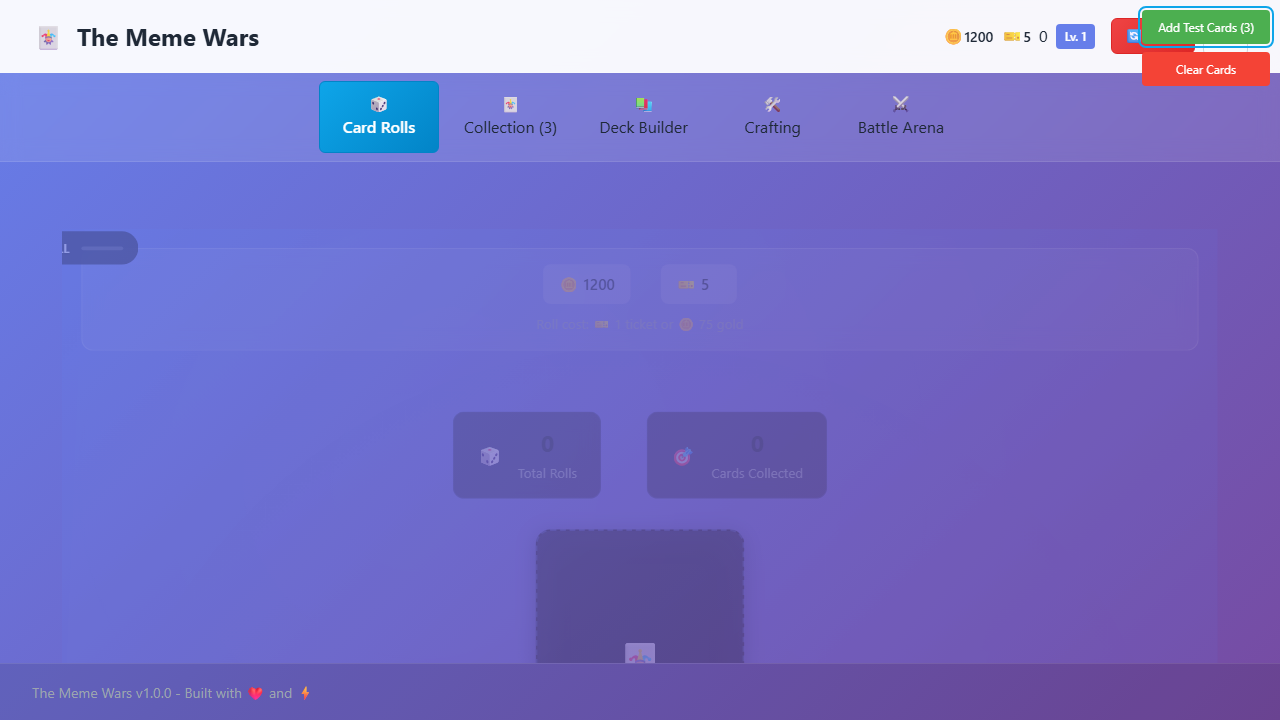 The Meme Wars
1200 5 0 Lv. 1
Add Test Cards (3)
Clear Cards
Card Rolls
Collection (3)
Deck Builder
Crafting
Battle Arena
1200 5
Roll cost: 1 ticket or 75 gold
0
Total Rolls
0
Cards Collected
The Meme Wars v1.0.0 - Built with ❤️ and ⚡